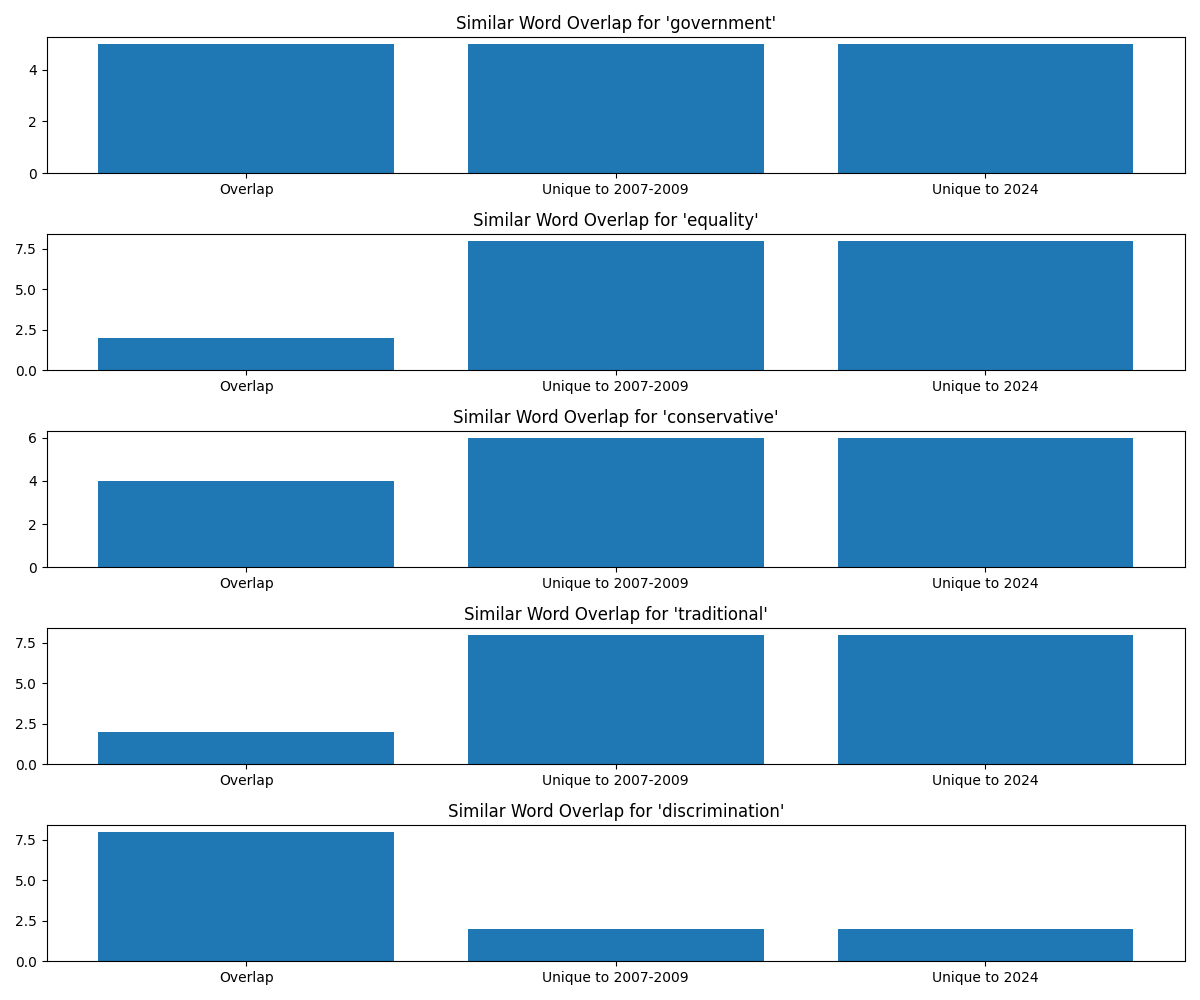 Similar Word Overlap for 'government'
4
2
0
Overlap Unique to 2007-2009 Unique to 2024
Similar Word Overlap for 'equality'
7.5
5.0
2.5
0.0
Overlap Unique to 2007-2009 Unique to 2024
Similar Word Overlap for 'conservative'
6
4
2
0
Overlap Unique to 2007-2009 Unique to 2024
Similar Word Overlap for 'traditional'
7.5
5.0
2.5
0.0
Overlap Unique to 2007-2009 Unique to 2024
Similar Word Overlap for 'discrimination'
7.5
5.0
2.5
0.0
Overlap Unique to 2007-2009 Unique to 2024